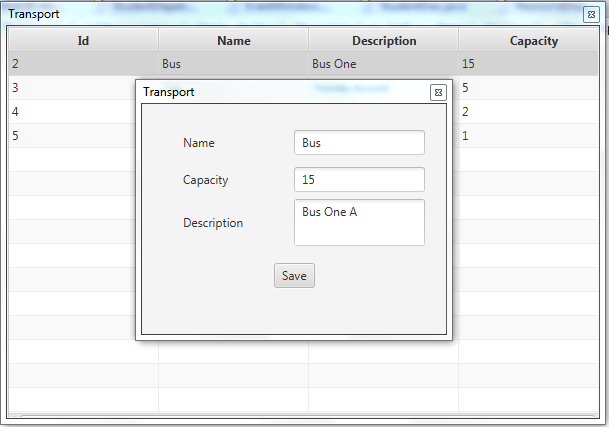 Transport
Id Name Description Capacity
2 Bus Bus One 15
3 5
4 2
5 1
Transport
Name Bus
Capacity 15
Description Bus One A
Save